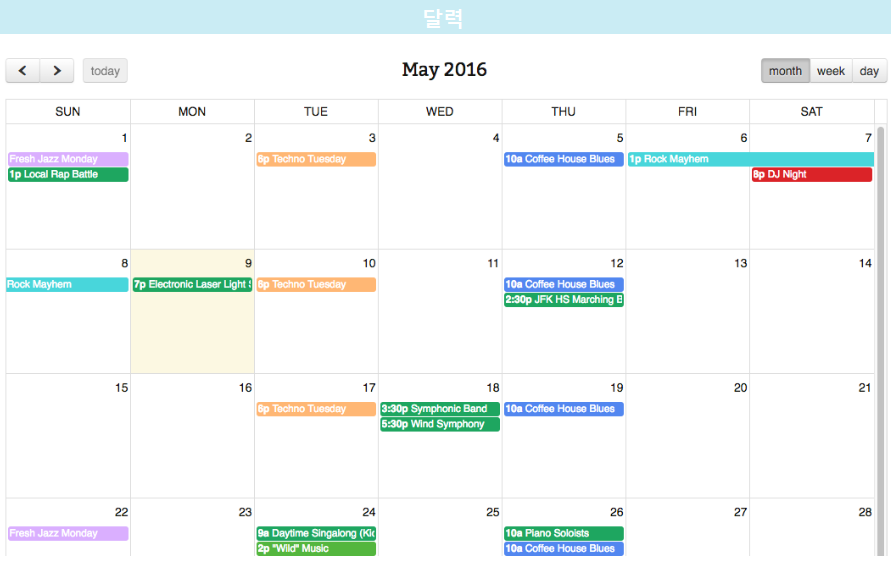 달력
today
May 2016
month week day
SUN MON TUE WED THU FRI SAT
1 2 3 4 5 6 7
Fresh Jazz Monday 6p Techno Tuesday 10a Coffee House Blues 1p Rock Mayhem
1p Local Rap Battle 8p DJ Night
8 9 10 11 12 13 14
Rock Mayhem 7p Electronic Laser Light 6p Techno Tuesday 10a Coffee House Blues
2:30p JFK HS Marching B
15 16 17 18 19 20 21
6p Techno Tuesday 3:30p Symphonic Band 10a Coffee House Blues
5:30p Wind Symphony
22 23 24 25 26 27 28
Fresh Jazz Monday 9a Daytime Singalong (Kid 10a Piano Soloists
2p "Wild" Music 10a Coffee House Blues